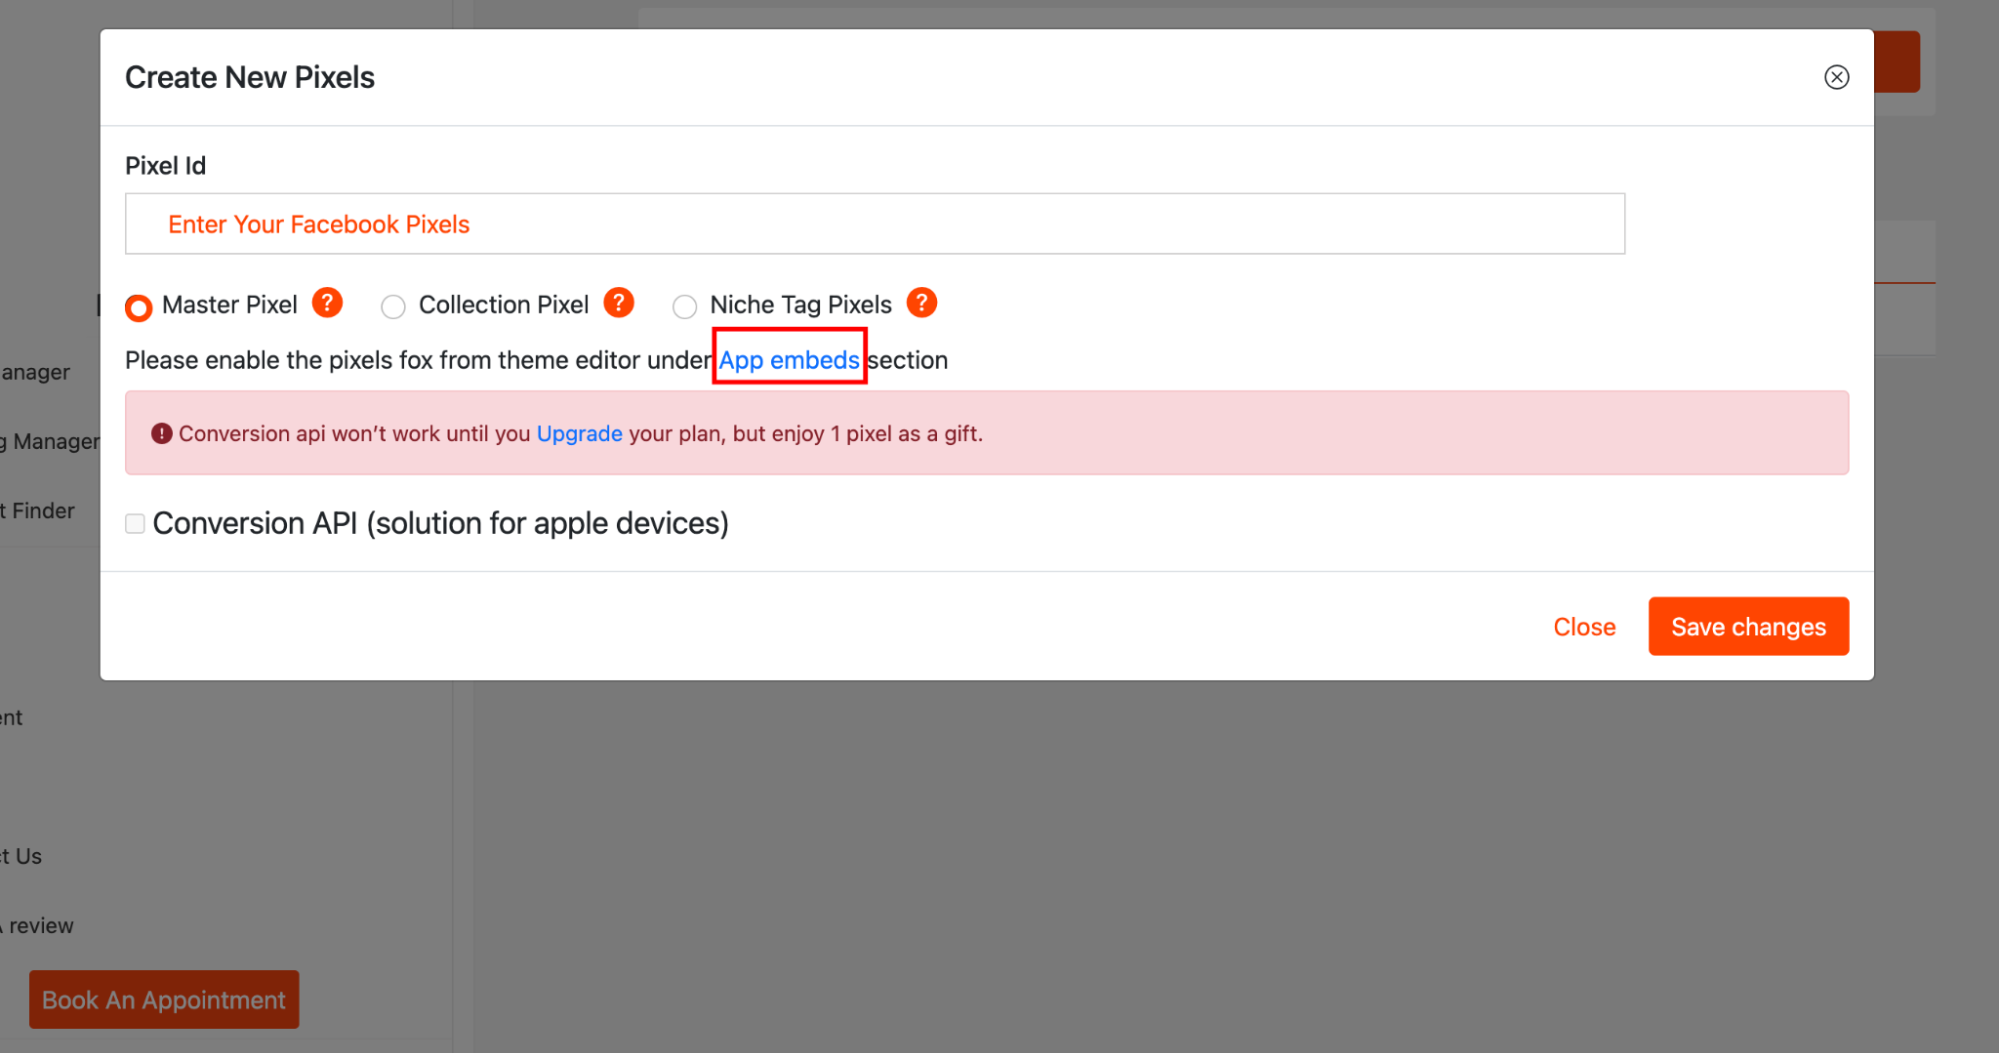 Create New Pixels
Pixel Id
Enter Your Facebook Pixels
Master Pixel ? Collection Pixel ? Niche Tag Pixels ?
Please enable the pixels fox from theme editor under App embeds section
anager
! Conversion api won’t work until you Upgrade your plan, but enjoy 1 pixel as a gift.
g Manager
t Finder
Conversion API (solution for apple devices)
Close Save changes
ent
ct Us
A review
Book An Appointment